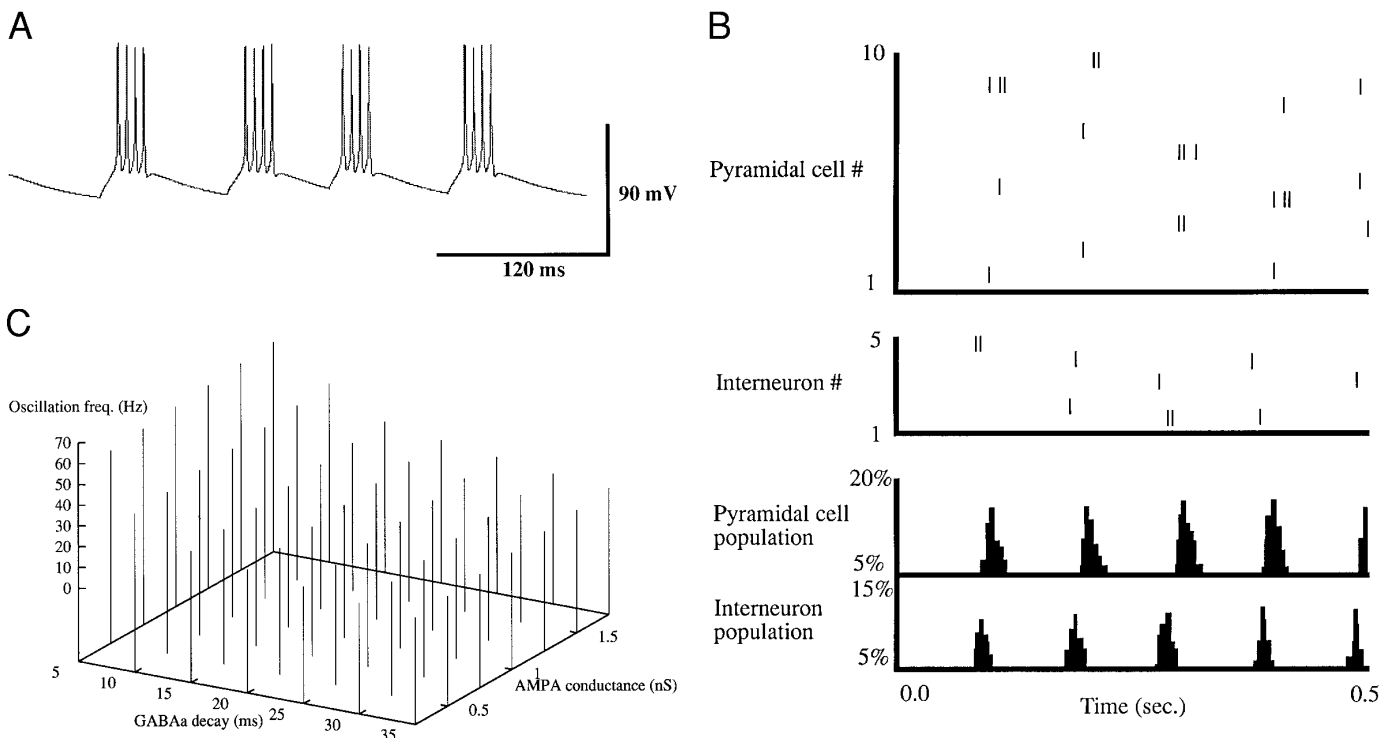 A
90 mV
120 ms
B
10
Pyramidal cell #
1
5
Interneuron #
1
20%
Pyramidal cell
population
5%
15%
Interneuron
population
5%
0.0
Time (sec.)
0.5
C
Oscillation freq. (Hz)
70
60
50
40
30
20
10
0
5
10
15
20
25
30
35
GABAa decay (ms)
0.5
1
1.5
AMPA conductance (nS)